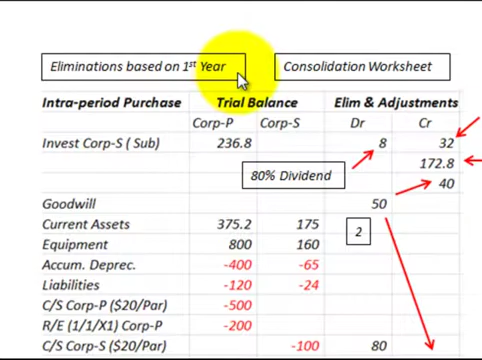 Eliminations based on 1st Year Consolidation Worksheet
Intra-period Purchase Trial Balance Elim & Adjustments
Corp-P Corp-S Dr Cr
Invest Corp-S ( Sub) 236.8 8 32
172.8
80% Dividend 40
Goodwill 50
Current Assets 375.2 175 2
Equipment 800 160
Accum. Deprec. -400 -65
Liabilities -120 -24
C/S Corp-P ($20/Par) -500
R/E (1/1/X1) Corp-P -200
C/S Corp-S ($20/Par) -100 80